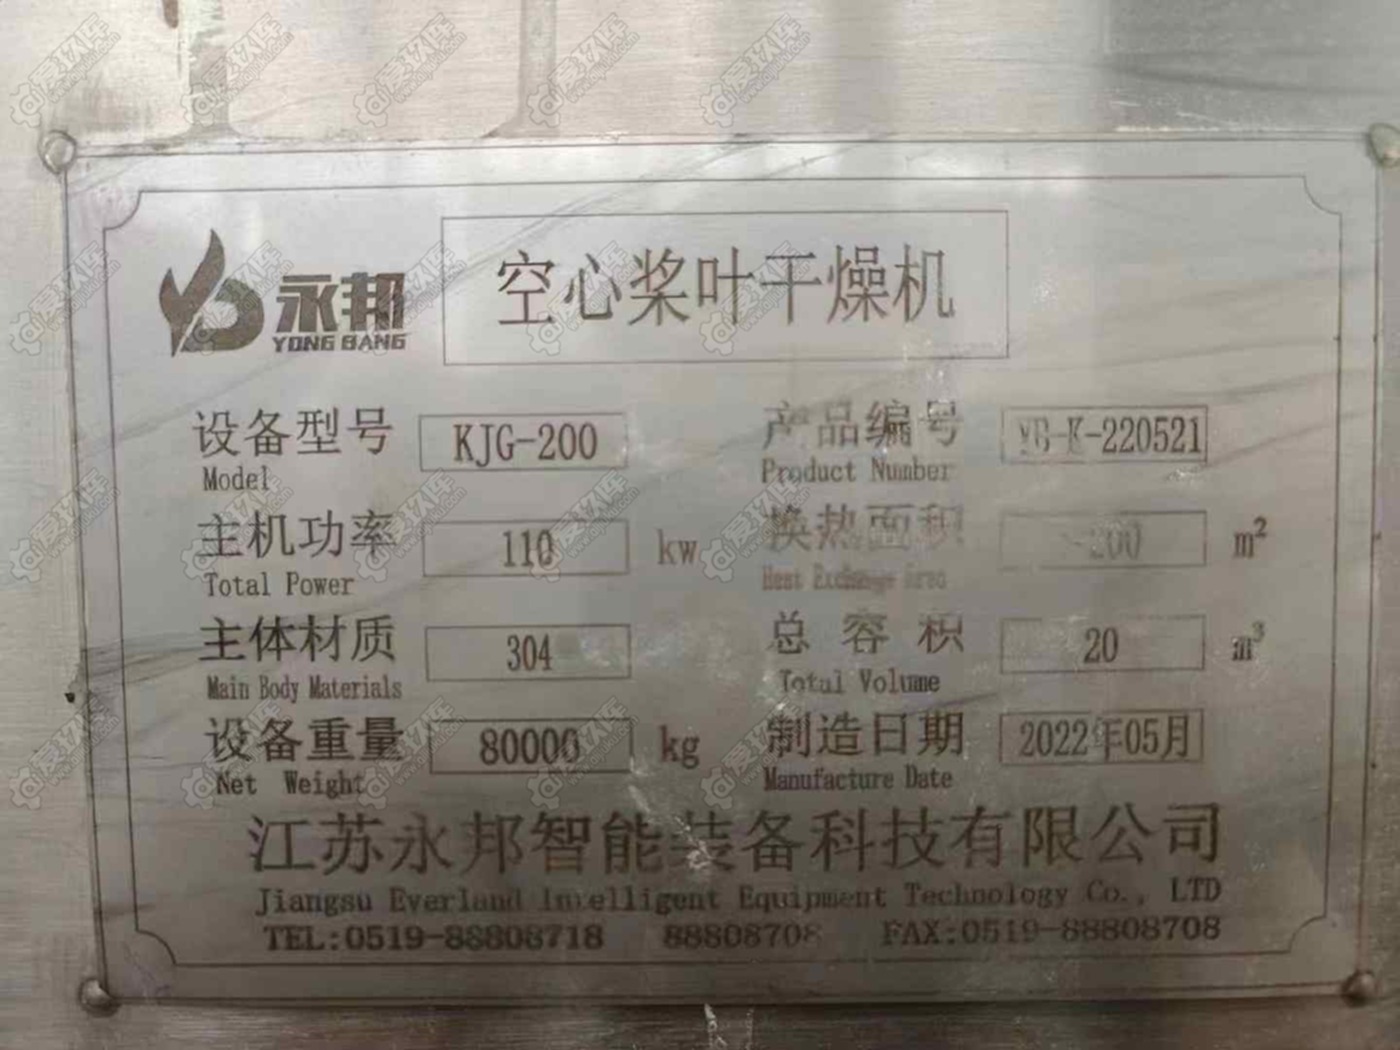 永邦
YONG BANG
空心桨叶干燥机
设备型号 KJG-200 产品编号 YB-K-220521
Model Product Number
主机功率 110 kw 换热面积 200 m²
Total Power Heat Exchange Area
主体材质 304 总容积 20 m³
Main Body Materials Total Volume
设备重量 80000 kg 制造日期 2022年05月
Net Weight Manufacture Date
江苏永邦智能装备科技有限公司
Jiangsu Everland Intelligent Equipment Technology Co., LTD
TEL:0519-88808718 88808708 FAX:0519-88808708